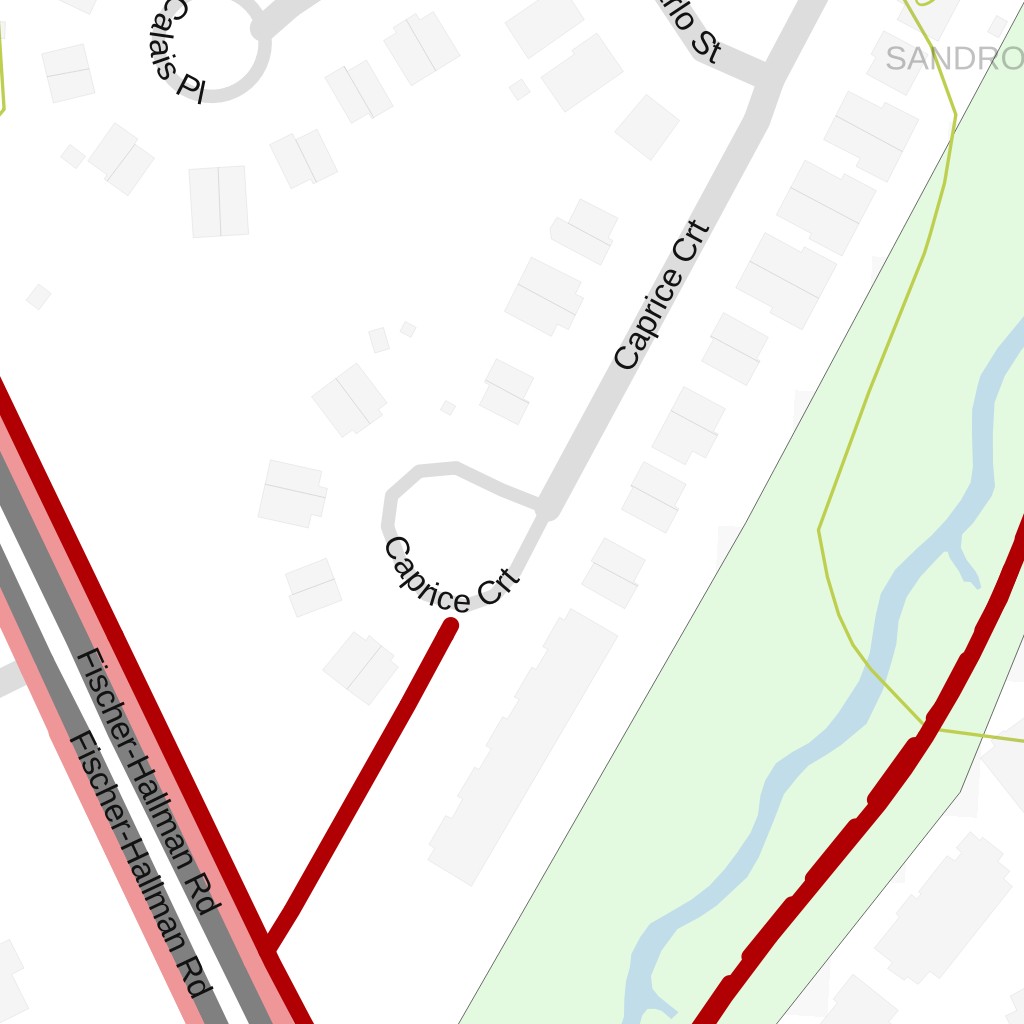 Calais Pl
rlo St
SANDRO
Caprice Crt
Caprice Crt
Fischer-Hallman Rd
Fischer-Hallman Rd